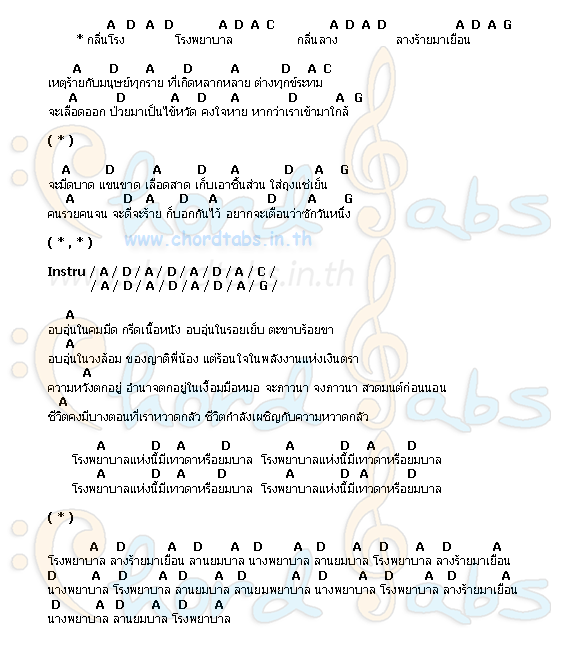 A D A D A D A C A D A D A D A G
* กลิ่นโรง โรงพยาบาล กลิ่นลาง ลางร้ายมาเยือน
A D A D A D A C
เหตุร้ายกับมนุษย์ทุกราย ที่เกิดหลากหลาย ต่างทุกข์ระทม
A D A D A D A G
จะเลือดออก ป่วยมาเป็นไข้หวัด คงใจหาย หากว่าเราเข้ามาใกล้
( * )
A D A D A D A G
จะมีดบาด แขนขาด เลือดสาด เก็บเอาชิ้นส่วน ใส่ถุงแช่เย็น
A D A D A D A G
คนรวยคนจน จะดีจะร้าย ก็บอกกันไว้ อยากจะเตือนว่าซักวันหนึ่ง
( * , * )
www.chordtabs.in.th
Instru / A / D / A / D / A / D / A / C /
/ A / D / A / D / A / D / A / G /
A
อบอุ่นในคมมีด กรีดเนื้อหนัง อบอุ่นในรอยเย็บ ตะขาบร้อยขา
A
อบอุ่นในวงล้อม ของญาติพี่น้อง แต่ร้อนใจในพลังงานแห่งเงินตรา
A
ความหวังตกอยู่ อำนาจตกอยู่ในเงื้อมมือหมอ จะภาวนา จงภาวนา สวดมนต์ก่อนนอน
A
ชีวิตคงมีบางตอนที่เราหวาดกลัว ชีวิตกำลังเผชิญกับความหวาดกลัว
A D A D A D A D
โรงพยาบาลแห่งนี้มีเทวดาหรือยมบาล โรงพยาบาลแห่งนี้มีเทวดาหรือยมบาล
A D A D A D A D
โรงพยาบาลแห่งนี้มีเทวดาหรือยมบาล โรงพยาบาลแห่งนี้มีเทวดาหรือยมบาล
( * )
A D A D A D A D A D A D A
โรงพยาบาล ลางร้ายมาเยือน ลานยมบาล นางพยาบาล ลานยมบาล โรงพยาบาล ลางร้ายมาเยือน
D A D A D A D A D A D A D A
นางพยาบาล โรงพยาบาล ลานยมบาล ลานยมพยาบาล นางพยาบาล โรงพยาบาล ลางร้ายมาเยือน
D A D A D A
นางพยาบาล ลานยมบาล โรงพยาบาล